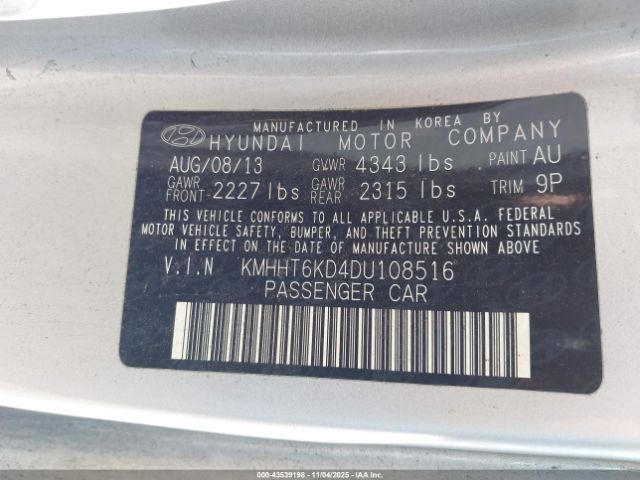 MANUFACTURED IN KOREA BY
HYUNDAI MOTOR COMPANY
AUG/08/13 GVWR 4343 lbs PAINT AU
GAWR FRONT 2227 lbs GAWR REAR 2315 lbs TRIM 9P
THIS VEHICLE CONFORMS TO ALL APPLICABLE U.S.A. FEDERAL
MOTOR VEHICLE SAFETY, BUMPER, AND THEFT PREVENTION STANDARDS
IN EFFECT ON THE DATE OF MANUFACTURE SHOWN ABOVE
V.I.N KMHHT6KD4DU108516
PASSENGER CAR
000-43539198 - 11/04/2025 - IAA Inc.